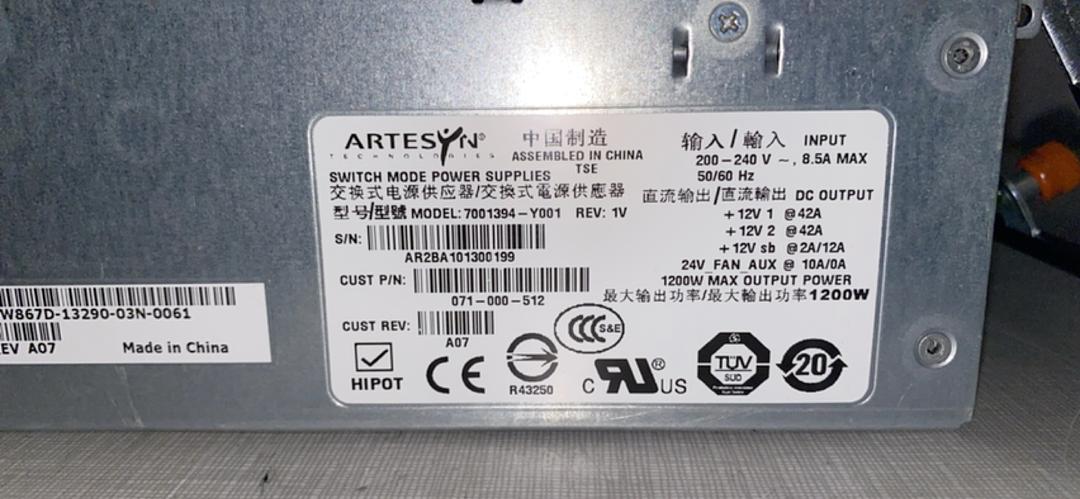 ARTESYN®
TECHNOLOGIES
中国制造
ASSEMBLED IN CHINA
TSE
SWITCH MODE POWER SUPPLIES
交换式电源供应器/交換式電源供應器
型号/型號 MODEL: 7001394-Y001 REV: 1V
S/N:
AR2BA101300199
CUST P/N:
071-000-512
CUST REV:
A07
输入/輸入 INPUT
200-240 V ~, 8.5A MAX
50/60 Hz
直流输出/直流輸出 DC OUTPUT
+12V 1 @42A
+12V 2 @42A
+12V sb @2A/12A
24V_FAN_AUX @ 10A/0A
1200W MAX OUTPUT POWER
最大输出功率/最大輸出功率1200W
HIPOT
CE
R43250
CCC S&E
C UR® US
TÜV
SUD
20
W867D-13290-03N-0061
EV A07
Made in China